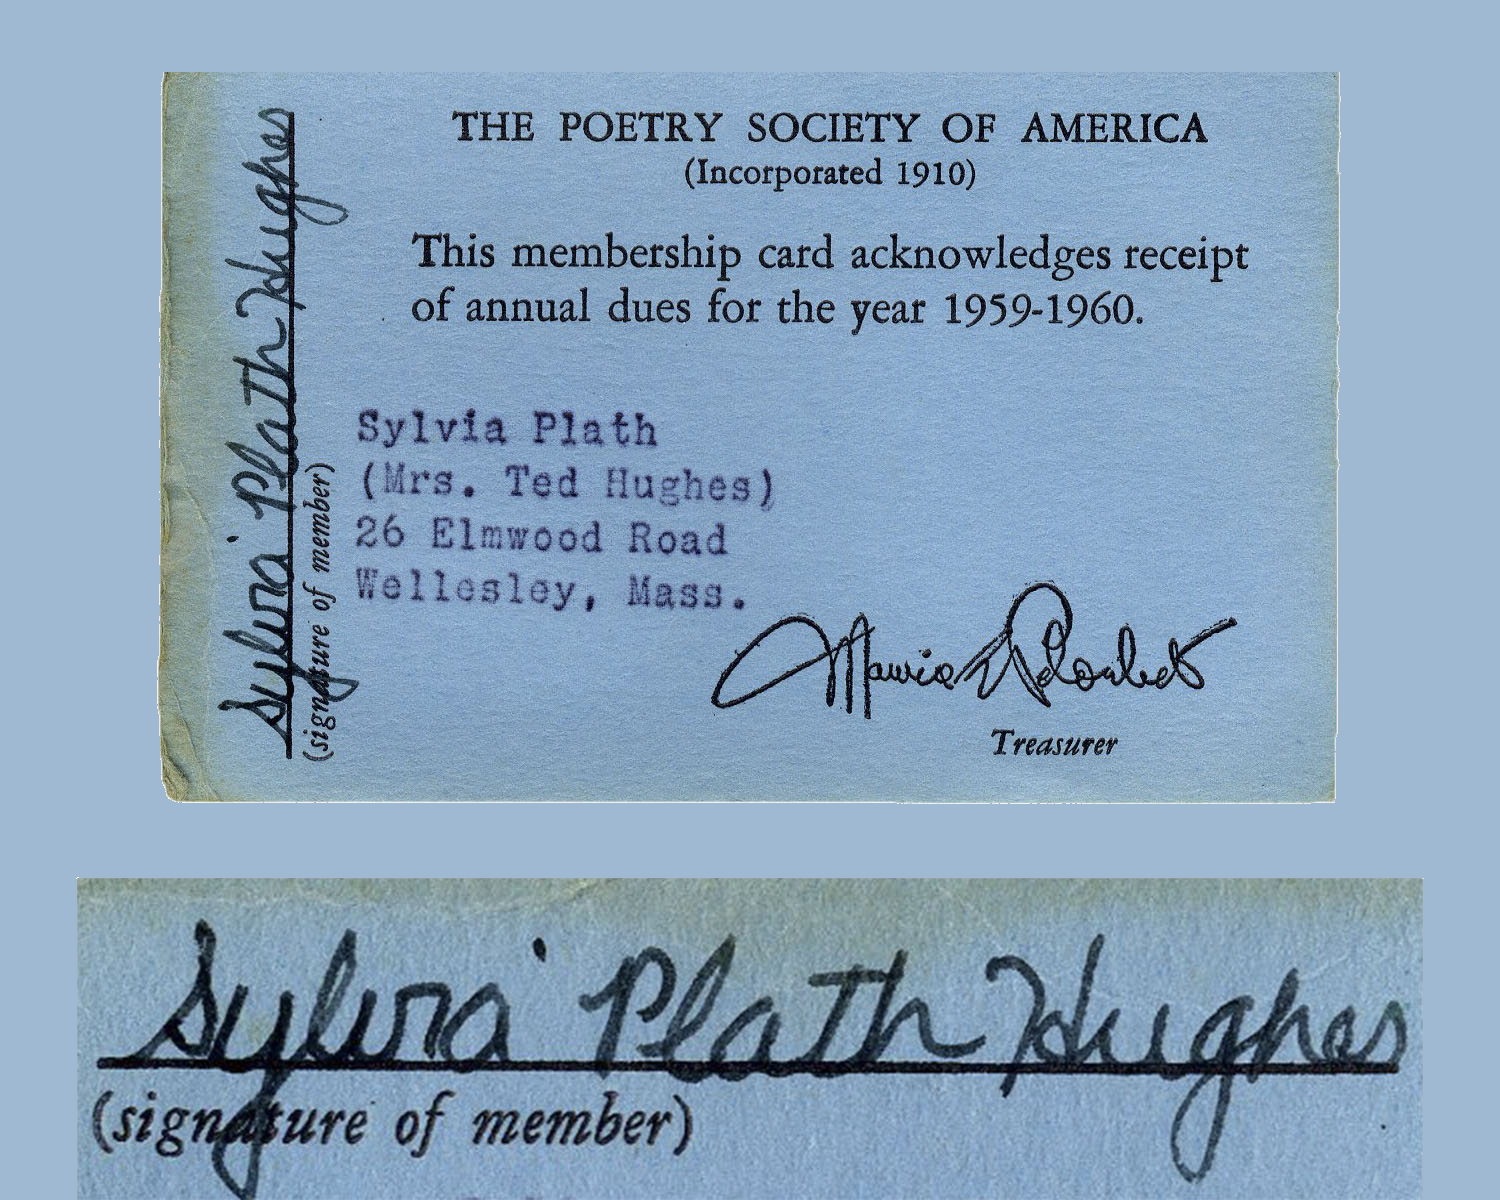 THE POETRY SOCIETY OF AMERICA
(Incorporated 1910)
This membership card acknowledges receipt
of annual dues for the year 1959-1960.
Sylvia Plath
(Mrs. Ted Hughes)
26 Elmwood Road
Wellesley, Mass.
Treasurer
Sylvia Plath Hughes
(signature of member)
Sylvia Plath Hughes
(signature of member)